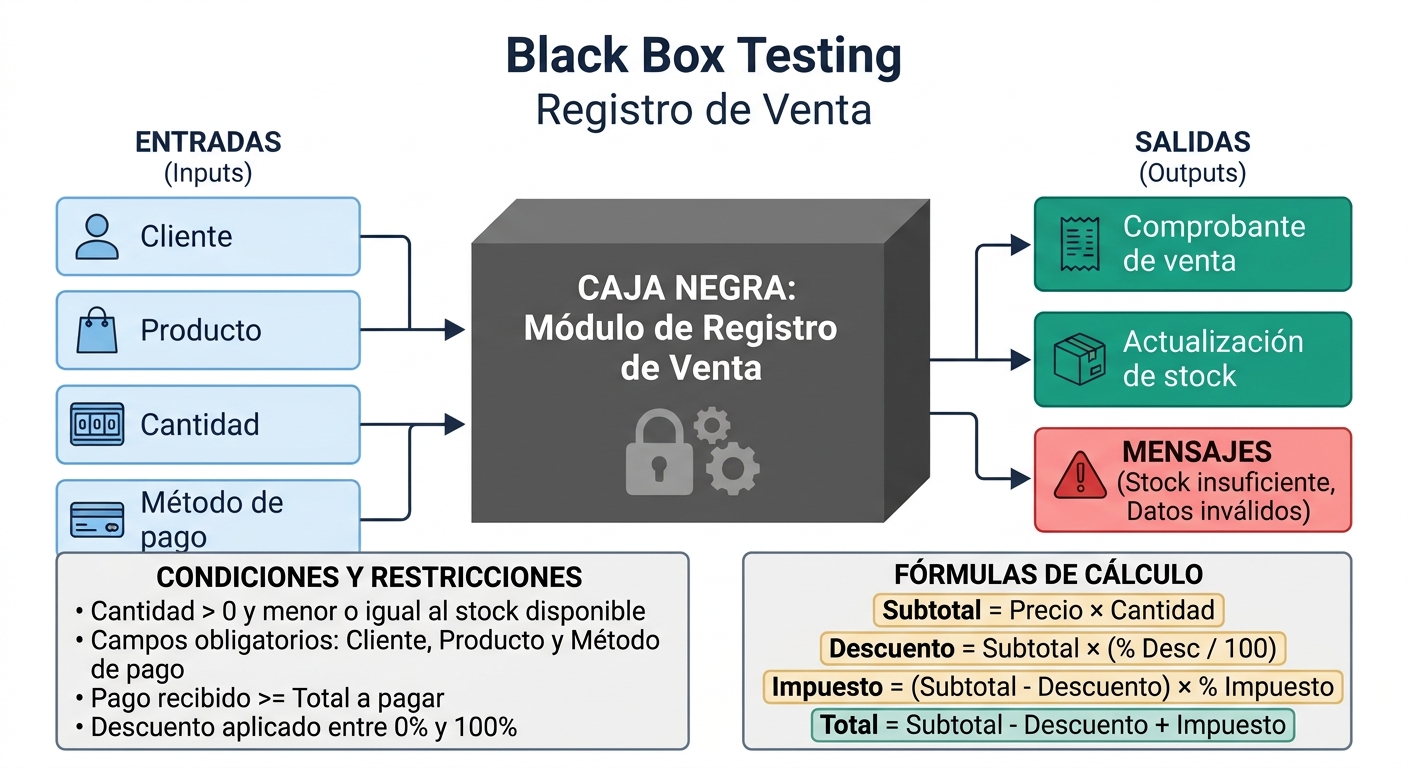 Black Box Testing
Registro de Venta
ENTRADAS
(Inputs)
Cliente
Producto
Cantidad
Método de
pago
CAJA NEGRA:
Módulo de Registro
de Venta
SALIDAS
(Outputs)
Comprobante
de venta
Actualización
de stock
MENSAJES
(Stock insuficiente,
Datos inválidos)
CONDICIONES Y RESTRICCIONES
• Cantidad > 0 y menor o igual al stock disponible
• Campos obligatorios: Cliente, Producto y Método
de pago
• Pago recibido >= Total a pagar
• Descuento aplicado entre 0% y 100%
FÓRMULAS DE CÁLCULO
Subtotal = Precio × Cantidad
Descuento = Subtotal × (% Desc / 100)
Impuesto = (Subtotal - Descuento) × % Impuesto
Total = Subtotal - Descuento + Impuesto